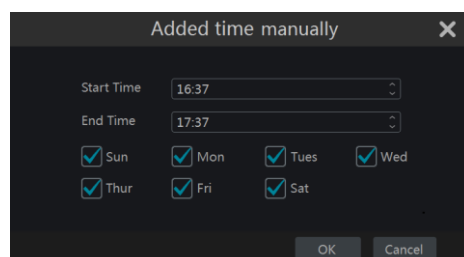 Added time manually
Start Time 16:37
End Time 17:37
Sun Mon Tues Wed
Thur Fri Sat
OK Cancel